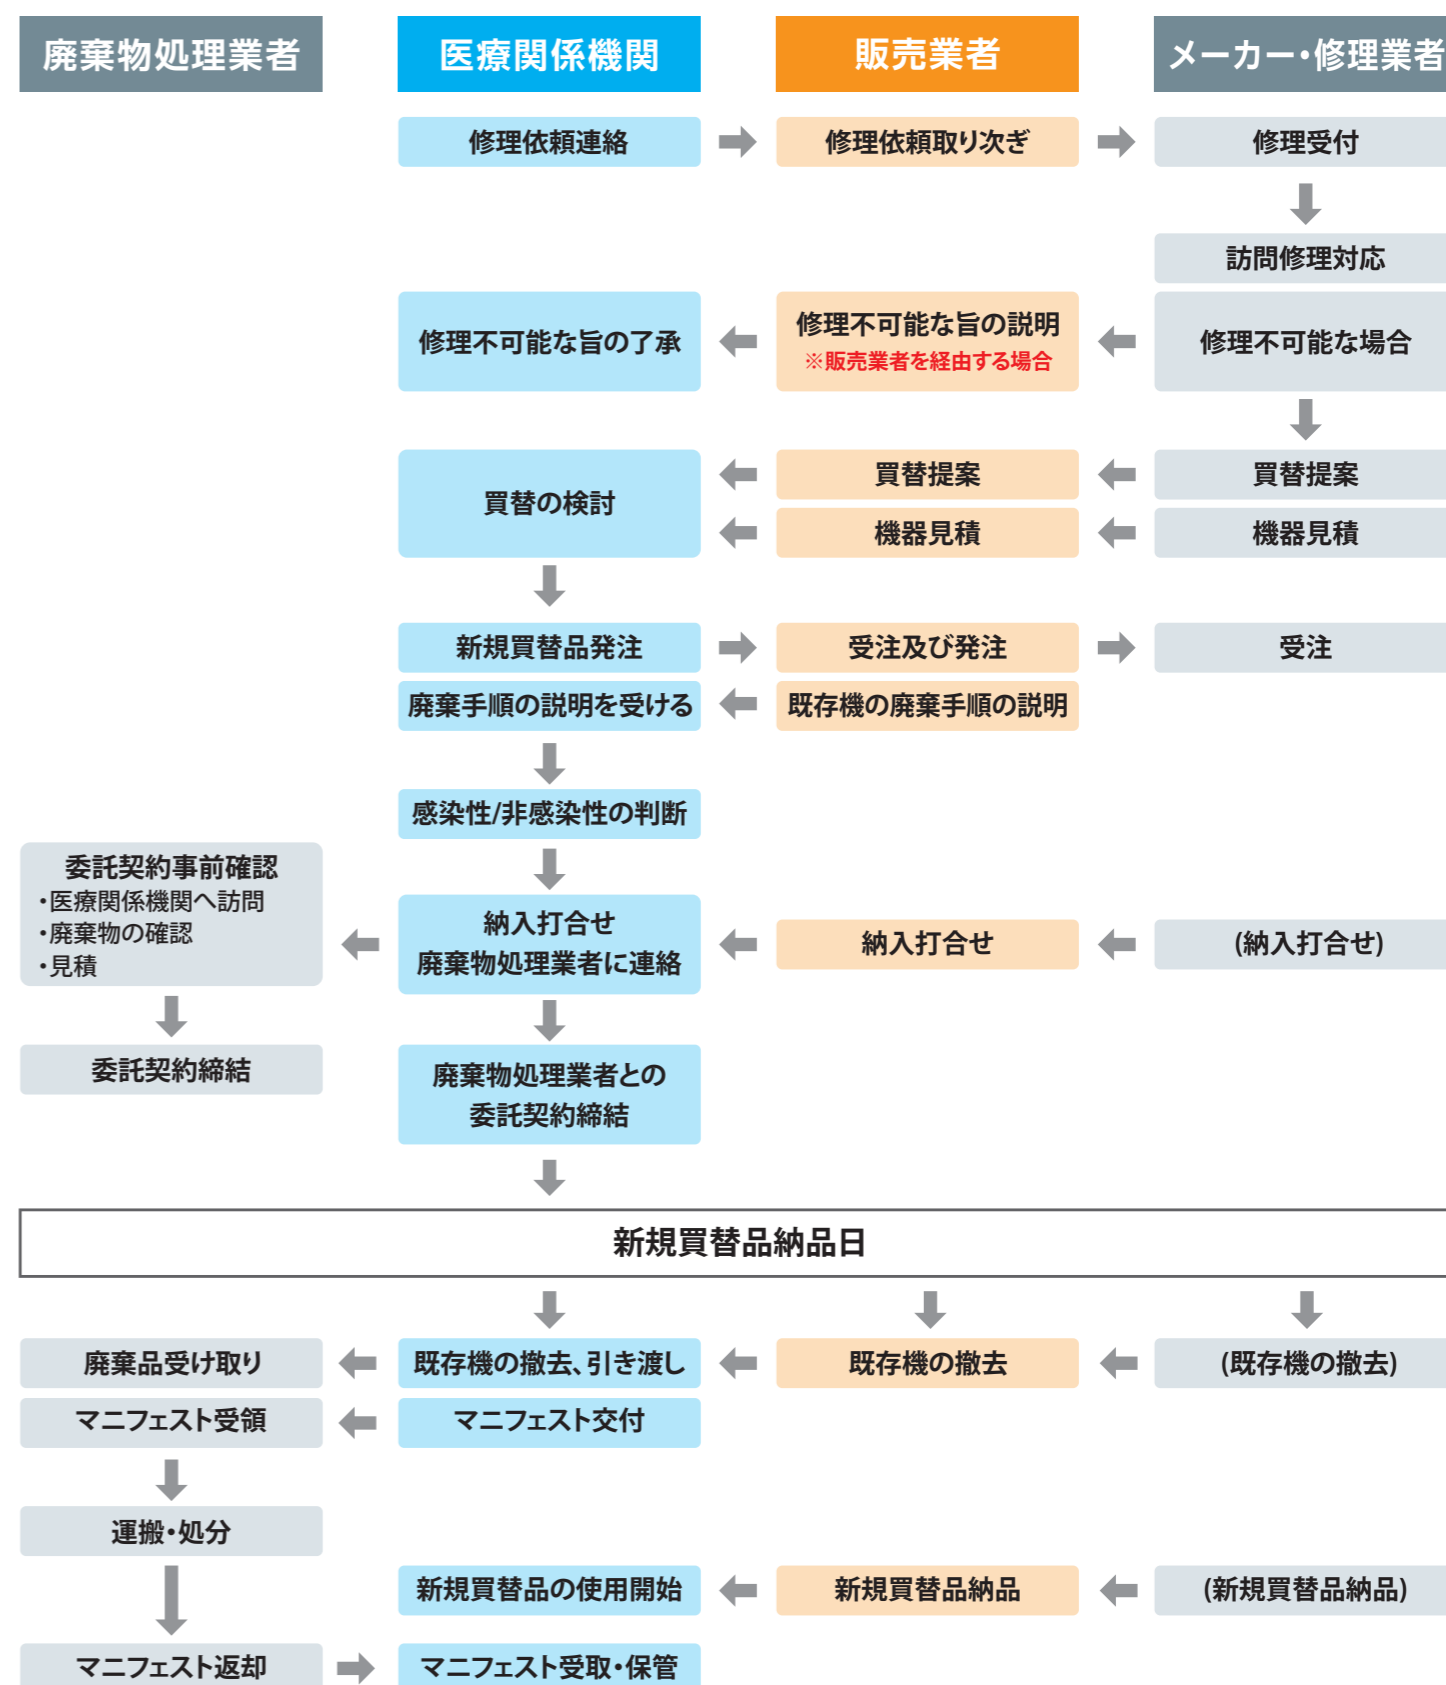 廃棄物処理業者
医療関係機関
販売業者
メーカー・修理業者
修理依頼連絡
修理依頼取り次ぎ
修理受付
訪問修理対応
修理不可能な旨の了承
修理不可能な旨の説明
※販売業者を経由する場合
修理不可能な場合
買替の検討
買替提案
買替提案
機器見積
機器見積
新規買替品発注
受注及び発注
受注
廃棄手順の説明を受ける
既存機の廃棄手順の説明
感染性/非感染性の判断
委託契約事前確認
・医療関係機関へ訪問
・廃棄物の確認
・見積
納入打合せ
廃棄物処理業者に連絡
納入打合せ
(納入打合せ)
委託契約締結
廃棄物処理業者との
委託契約締結
新規買替品納品日
廃棄品受け取り
既存機の撤去、引き渡し
既存機の撤去
(既存機の撤去)
マニフェスト受領
マニフェスト交付
運搬・処分
新規買替品の使用開始
新規買替品納品
(新規買替品納品)
マニフェスト返却
マニフェスト受取・保管